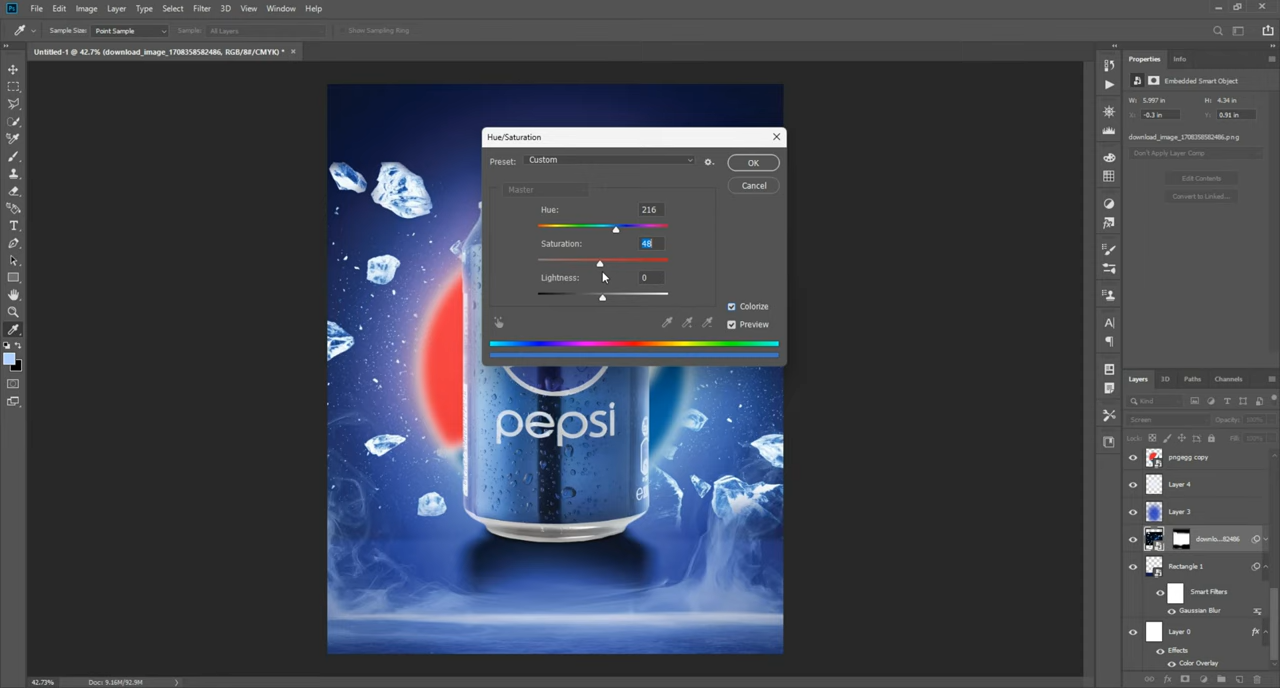 Ps File Edit Image Layer Type Select Filter 3D View Window Help
Sample Size: Point Sample Sample: All Layers Show Sampling Ring
Untitled-1 @ 42.7% (download_image_1708358582486, RGB/8#/CMYK) * ×
Hue/Saturation
Preset: Custom
OK
Cancel
Master
Hue: 216
Saturation: 48
Lightness: 0
Colorize
Preview
pepsi
Properties Info
Embedded Smart Object
W: 5.997 in H: 4.34 in
X: -0.3 in Y: 0.91 in
download_image_1708358582486.png
Don't Apply Layer Comp
Edit Contents
Convert to Linked...
Layers 3D Paths Channels
Kind
Screen Opacity:
Lock: Fill:
pngegg copy
Layer 4
Layer 3
downlo...82486
Rectangle 1
Smart Filters
Gaussian Blur
Layer 0 fx
Effects
Color Overlay
42.73% Doc: 9.16M/92.9M